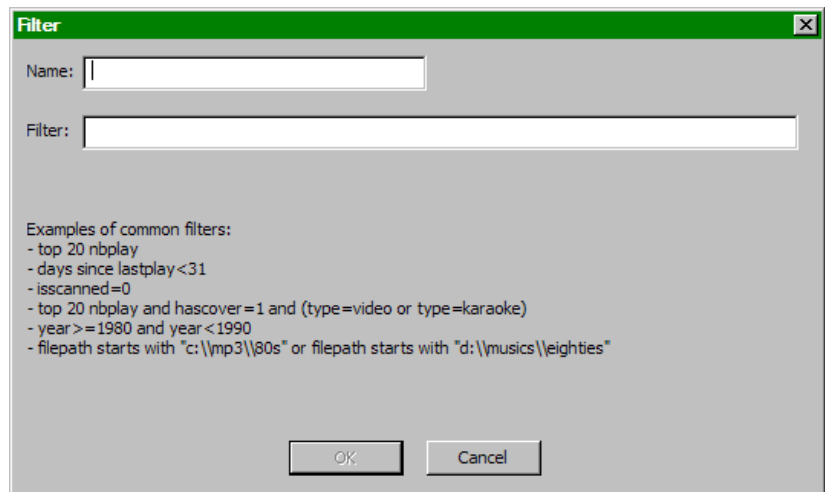 Filter
Name:
Filter:
Examples of common filters:
- top 20 nbplay
- days since lastplay<31
- isscanned=0
- top 20 nbplay and hascover=1 and (type=video or type=karaoke)
- year>=1980 and year<1990
- filepath starts with "c:\\mp3\\80s" or filepath starts with "d:\\musics\\eighties"
OK Cancel